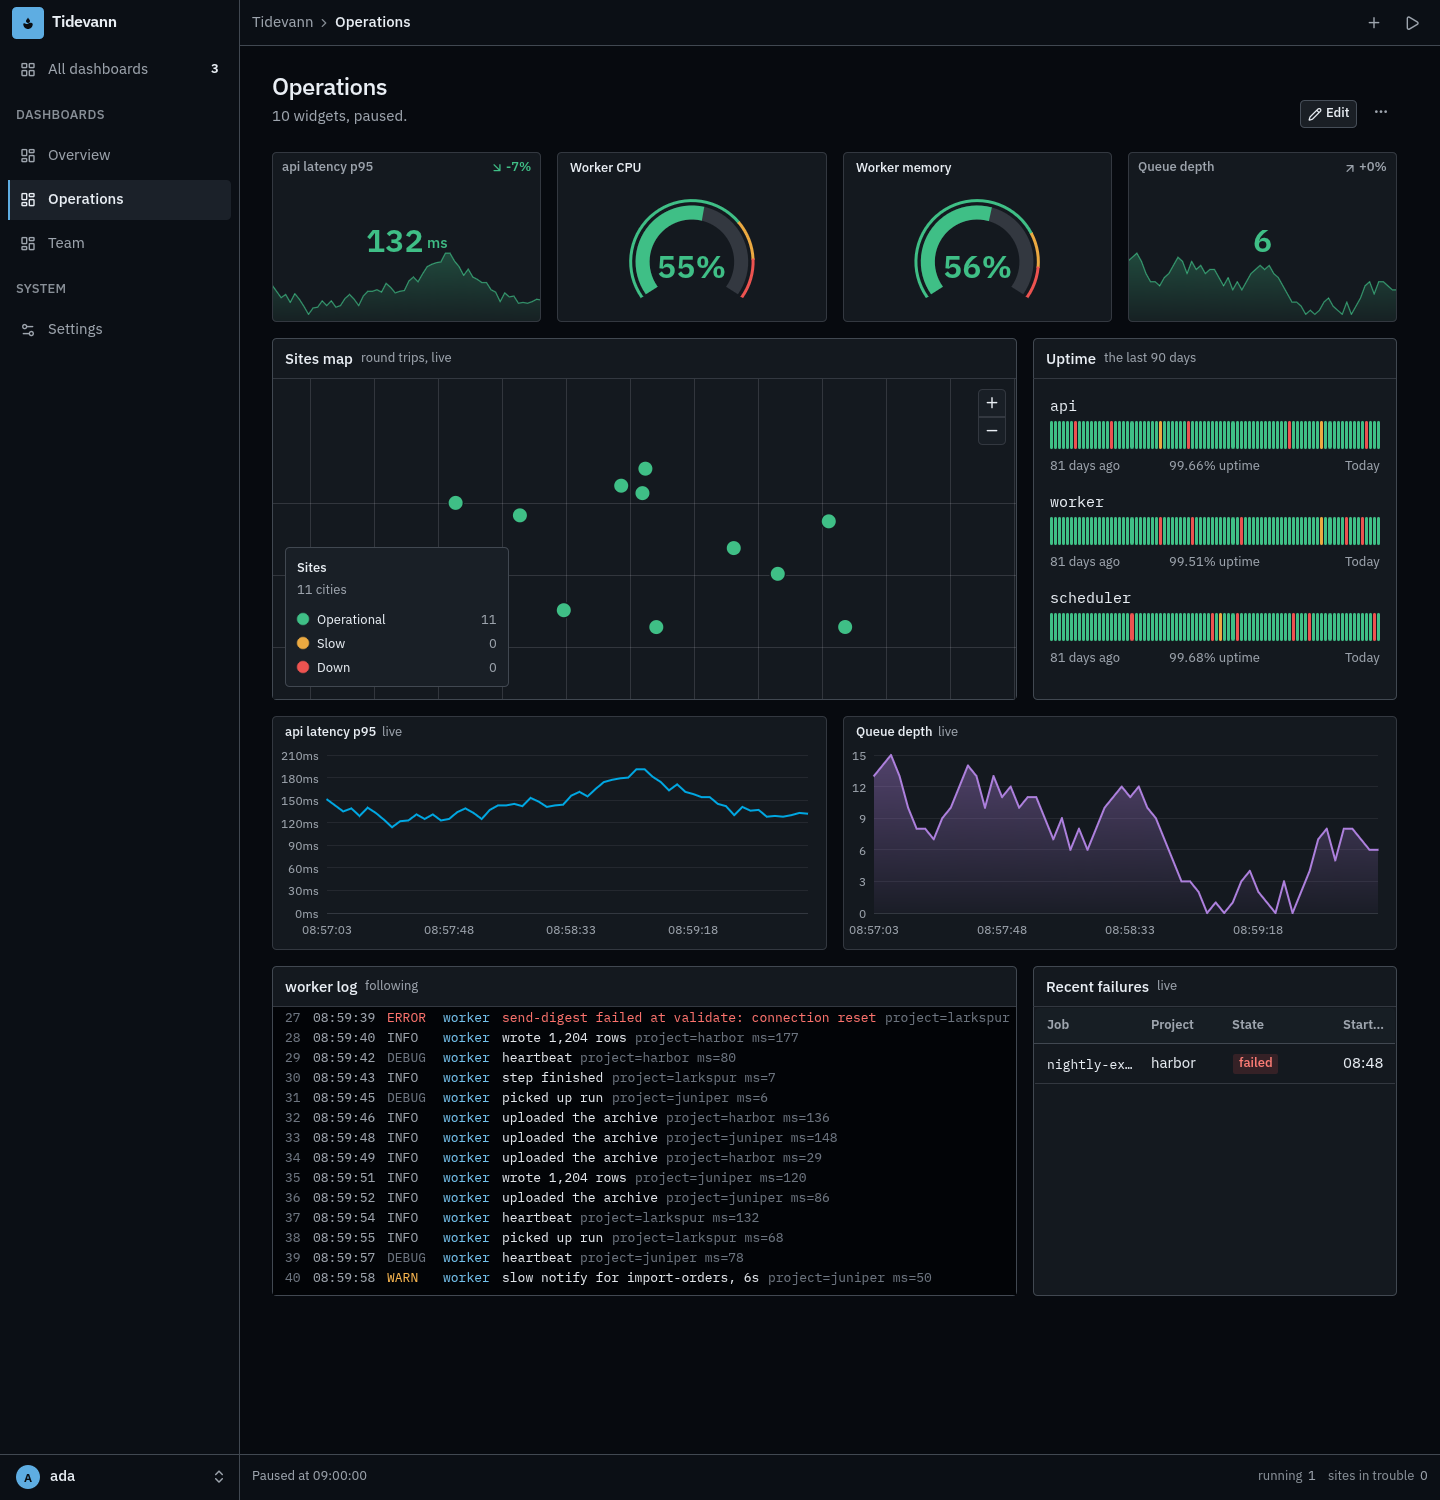 Tidevann
Tidevann > Operations
All dashboards 3
DASHBOARDS
Overview
Operations
Team
SYSTEM
Settings
Operations
10 widgets, paused.
Edit
api latency p95 -7%
132 ms
Worker CPU
55%
Worker memory
56%
Queue depth +0%
6
Sites map round trips, live
+
−
Sites
11 cities
Operational 11
Slow 0
Down 0
Uptime the last 90 days
api
81 days ago 99.66% uptime Today
worker
81 days ago 99.51% uptime Today
scheduler
81 days ago 99.68% uptime Today
api latency p95 live
210ms
180ms
150ms
120ms
90ms
60ms
30ms
0ms
08:57:03 08:57:48 08:58:33 08:59:18
Queue depth live
15
12
9
6
3
0
08:57:03 08:57:48 08:58:33 08:59:18
worker log following
27 08:59:39 ERROR worker send-digest failed at validate: connection reset project=larkspur
28 08:59:40 INFO worker wrote 1,204 rows project=harbor ms=177
29 08:59:42 DEBUG worker heartbeat project=harbor ms=80
30 08:59:43 INFO worker step finished project=larkspur ms=7
31 08:59:45 DEBUG worker picked up run project=juniper ms=6
32 08:59:46 INFO worker uploaded the archive project=harbor ms=136
33 08:59:48 INFO worker uploaded the archive project=juniper ms=148
34 08:59:49 INFO worker uploaded the archive project=harbor ms=29
35 08:59:51 INFO worker wrote 1,204 rows project=juniper ms=120
36 08:59:52 INFO worker uploaded the archive project=juniper ms=86
37 08:59:54 INFO worker heartbeat project=larkspur ms=132
38 08:59:55 INFO worker picked up run project=larkspur ms=68
39 08:59:57 DEBUG worker heartbeat project=juniper ms=78
40 08:59:58 WARN worker slow notify for import-orders, 6s project=juniper ms=50
Recent failures live
Job Project State Start...
nightly-ex… harbor failed 08:48
A ada
Paused at 09:00:00
running 1 sites in trouble 0